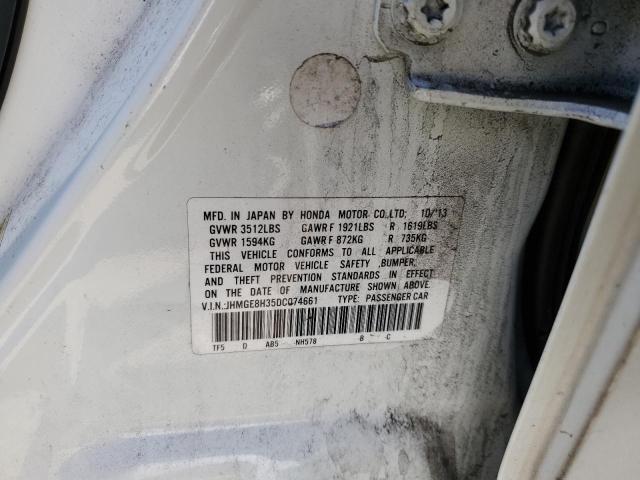 MFD. IN JAPAN BY HONDA MOTOR CO.,LTD; 10/'13
GVWR 3512LBS GAWR F 1921LBS R 1619LBS
GVWR 1594KG GAWR F 872KG R 735KG
THIS VEHICLE CONFORMS TO ALL APPLICABLE
FEDERAL MOTOR VEHICLE SAFETY ,BUMPER,
AND THEFT PREVENTION STANDARDS IN EFFECT
ON THE DATE OF MANUFACTURE SHOWN ABOVE.
V.I.N.:JHMGE8H35DC074661 TYPE: PASSENGER CAR
TF5 D AB5 NH578 B C